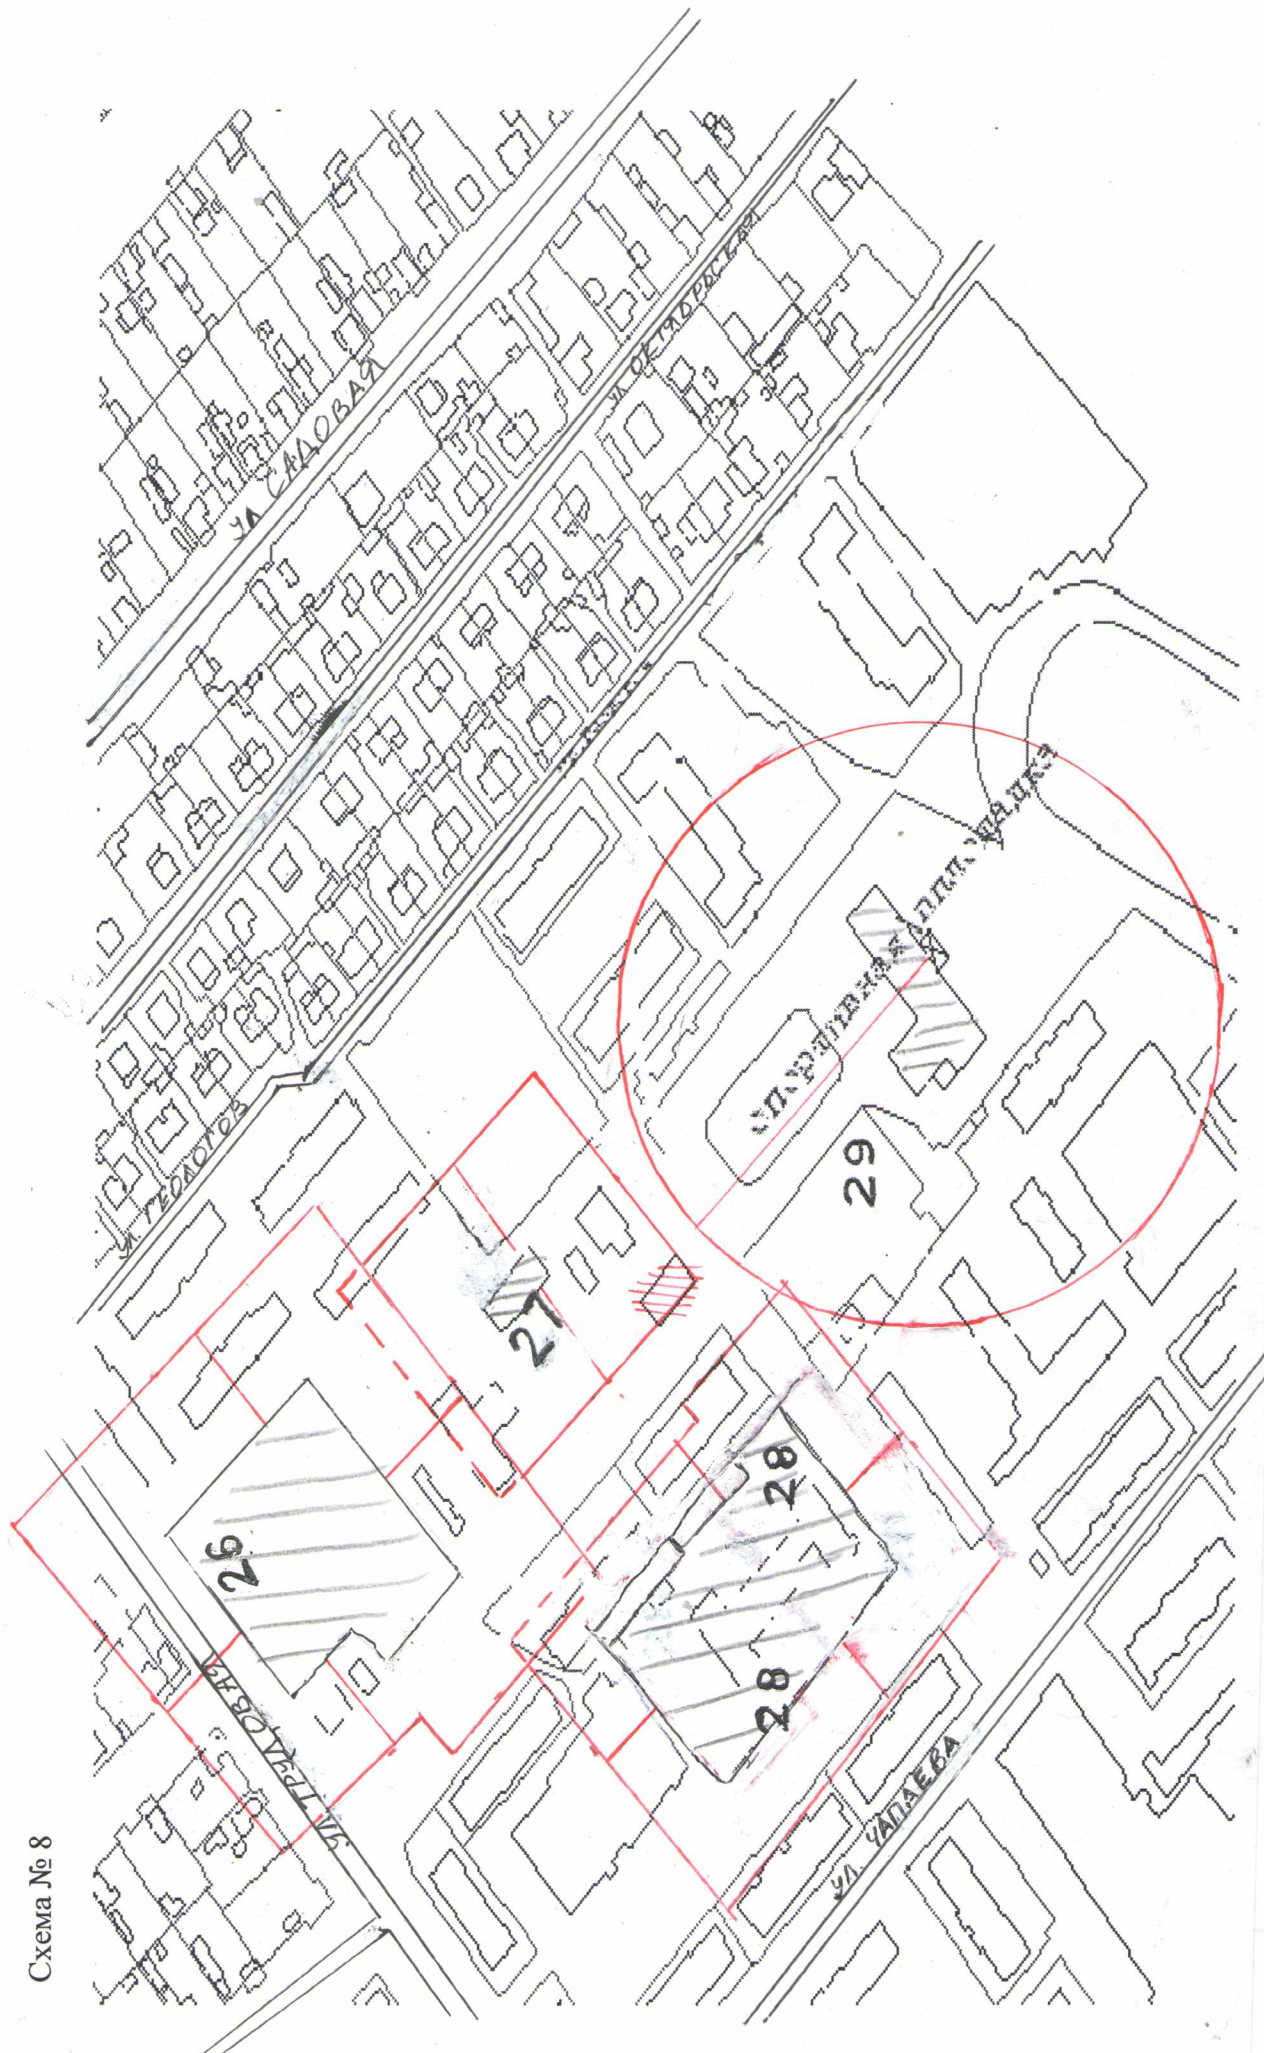 Схема № 8
ул САДОВАЯ
ул ОКТЯБРЬСКАЯ
ул. ГЕОЛОГОВ
ул. ТРУДОВАЯ
ул. ЧАПАЕВА
26
27
28
28
29
спортивная площадка